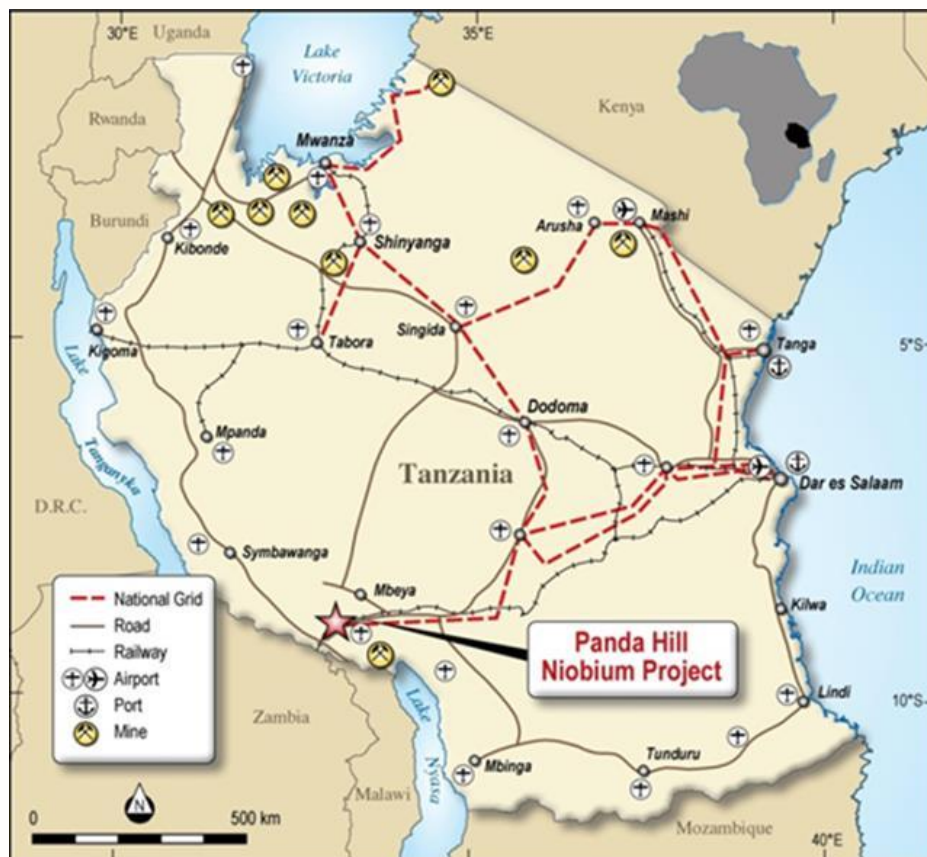 30°E
35°E
Uganda
Lake
Victoria
Kenya
Rwanda
Mwanza
Burundi
Kibonde
Shinyanga
Arusha
Mashi
Kigoma
Tabora
Singida
Tanga
5°S
Lake
Tanganyika
Mpanda
Dodoma
Tanzania
Dar es Salaam
D.R.C.
Symbawanga
Mbeya
Indian
Ocean
Kilwa
National Grid
Road
Railway
Airport
Port
Mine
Panda Hill
Niobium Project
Zambia
Lake
Nyasa
Lindi
10°S
Mbinga
Tunduru
Malawi
Mozambique
N
0
500 km
40°E